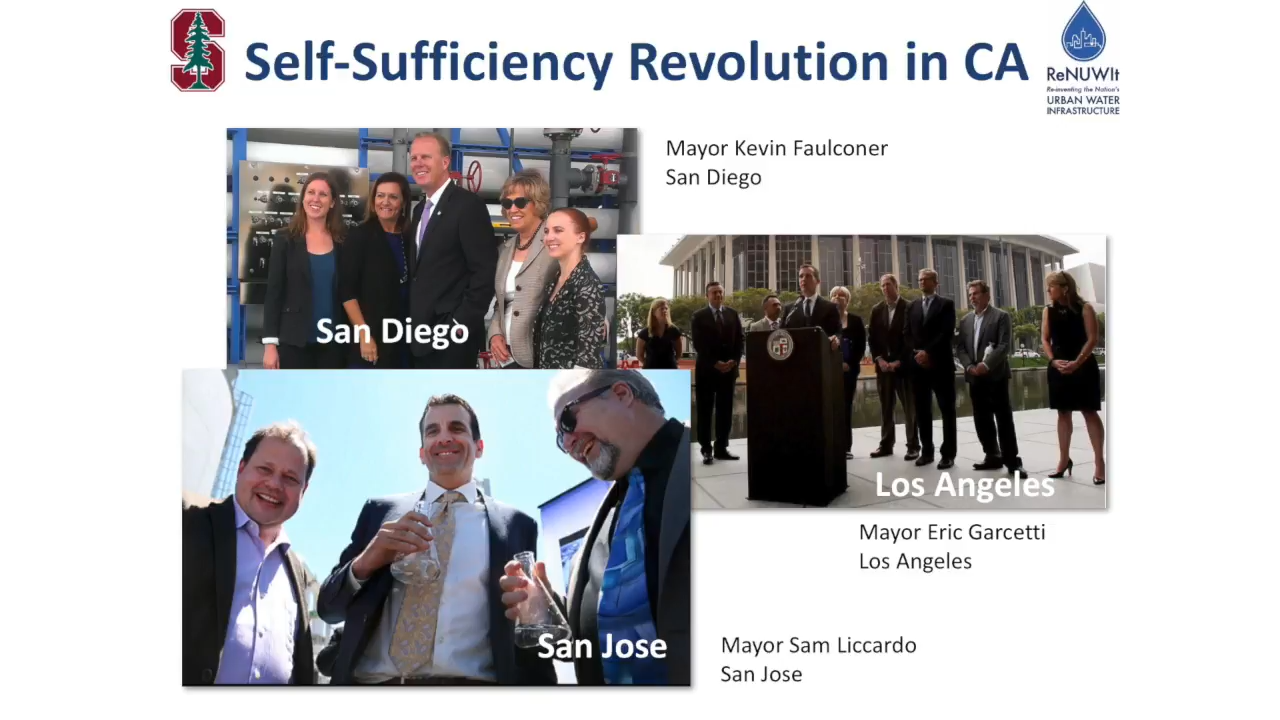 Self-Sufficiency Revolution in CA
ReNUWIt
Re-inventing the Nation's
URBAN WATER
INFRASTRUCTURE
Mayor Kevin Faulconer
San Diego
San Diego
Los Angeles
Mayor Eric Garcetti
Los Angeles
San Jose
Mayor Sam Liccardo
San Jose